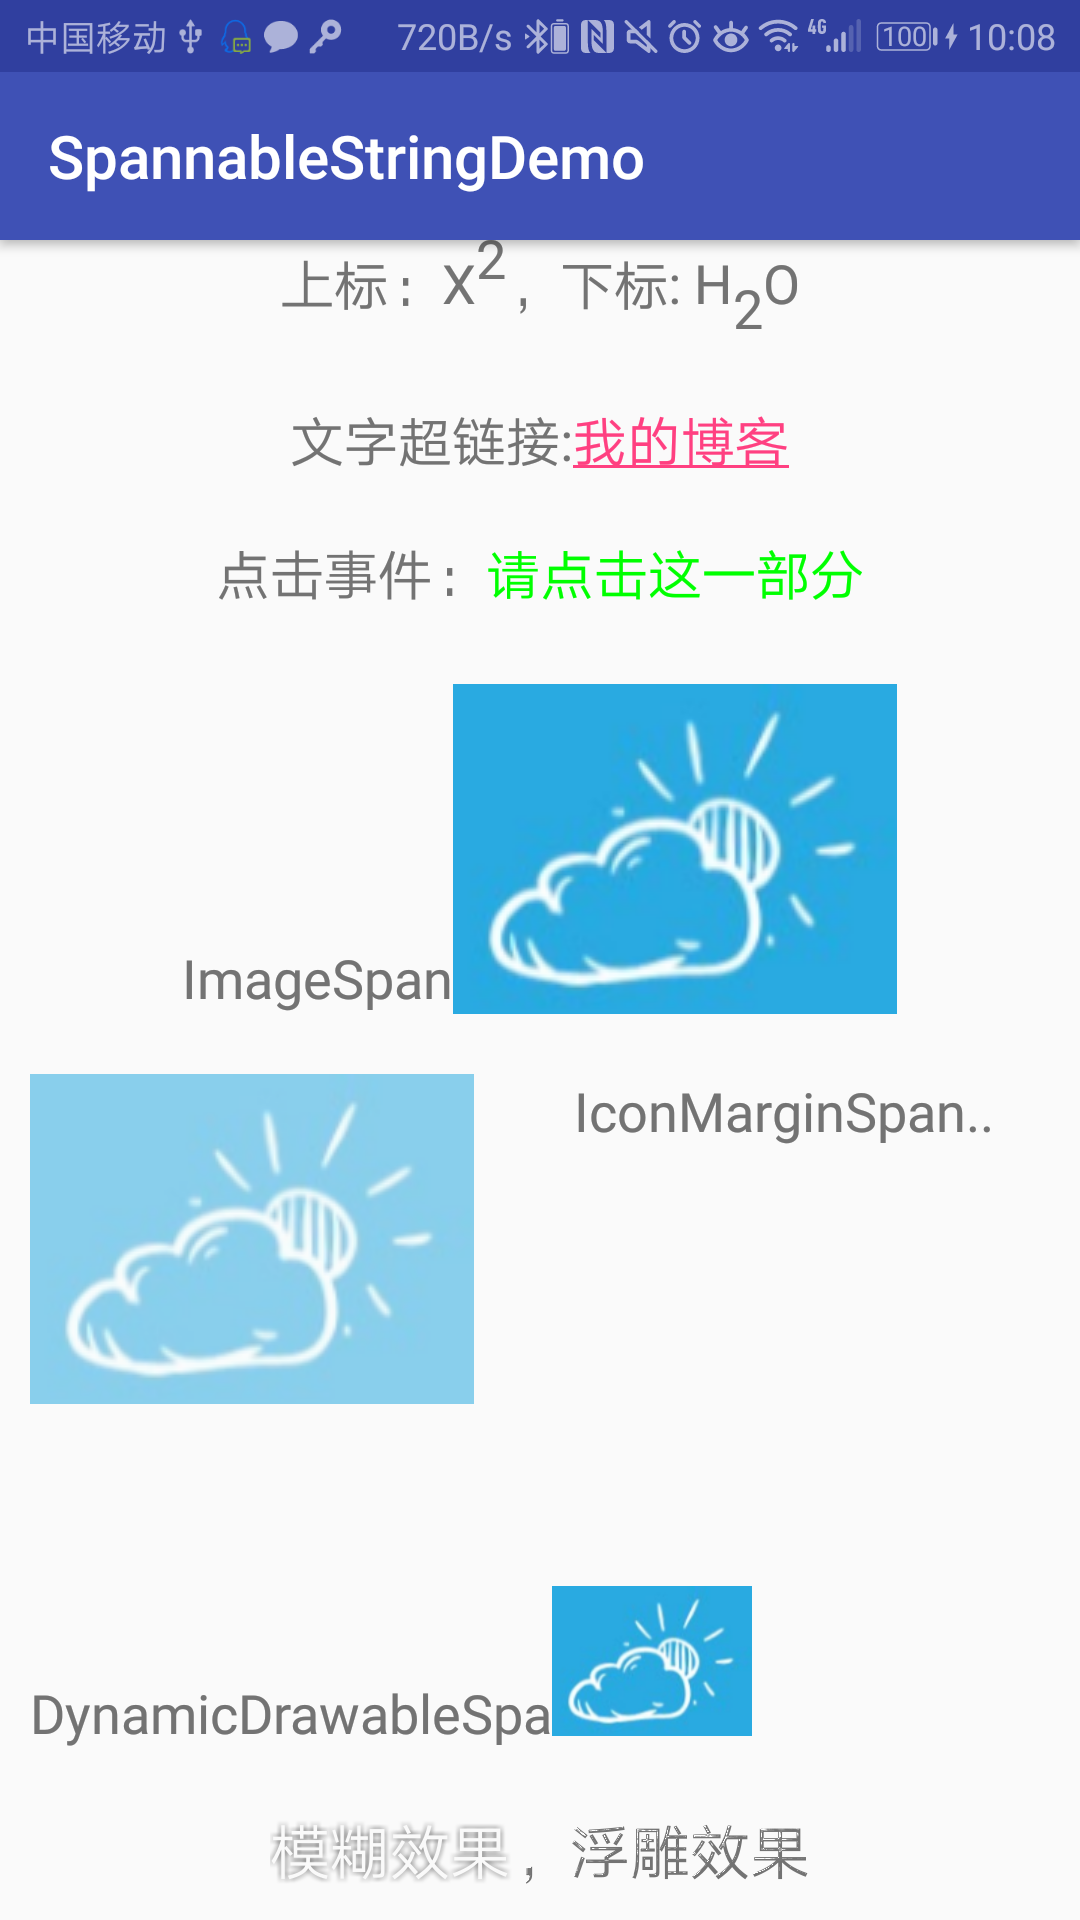 中国移动 720B/s 4G 100 10:08
SpannableStringDemo
上标：X2，下标: H2O
文字超链接:我的博客
点击事件：请点击这一部分
ImageSpan
IconMarginSpan..
DynamicDrawableSpa
模糊效果，浮雕效果